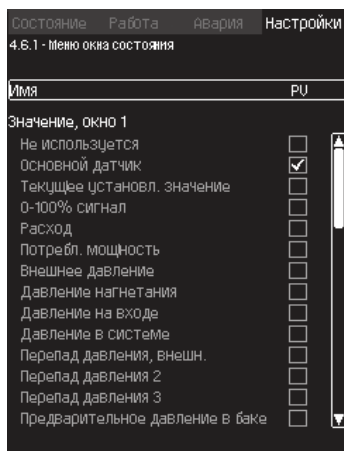 Состояние Работа Авария Настройки
4.6.1 - Меню окна состояния
Имя PV
Значение, окно 1
Не используется
Основной датчик
Текущее установл. значение
0-100% сигнал
Расход
Потребл. мощность
Внешнее давление
Давление нагнетания
Давление на входе
Давление в системе
Перепад давления, внешн.
Перепад давления 2
Перепад давления 3
Предварительное давление в баке